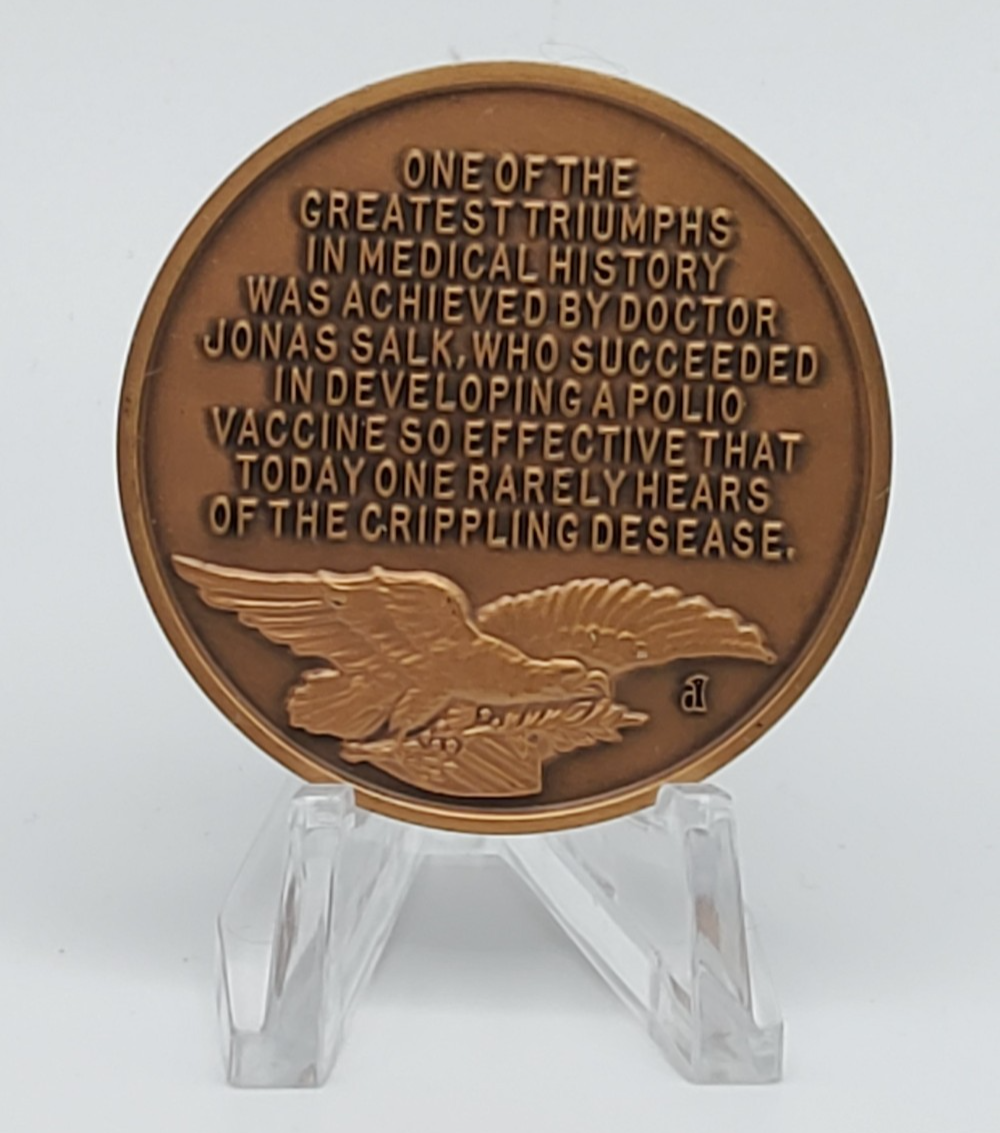 ONE OF THE
GREATEST TRIUMPHS
IN MEDICAL HISTORY
WAS ACHIEVED BY DOCTOR
JONAS SALK, WHO SUCCEEDED
IN DEVELOPING A POLIO
VACCINE SO EFFECTIVE THAT
TODAY ONE RARELY HEARS
OF THE CRIPPLING DESEASE.